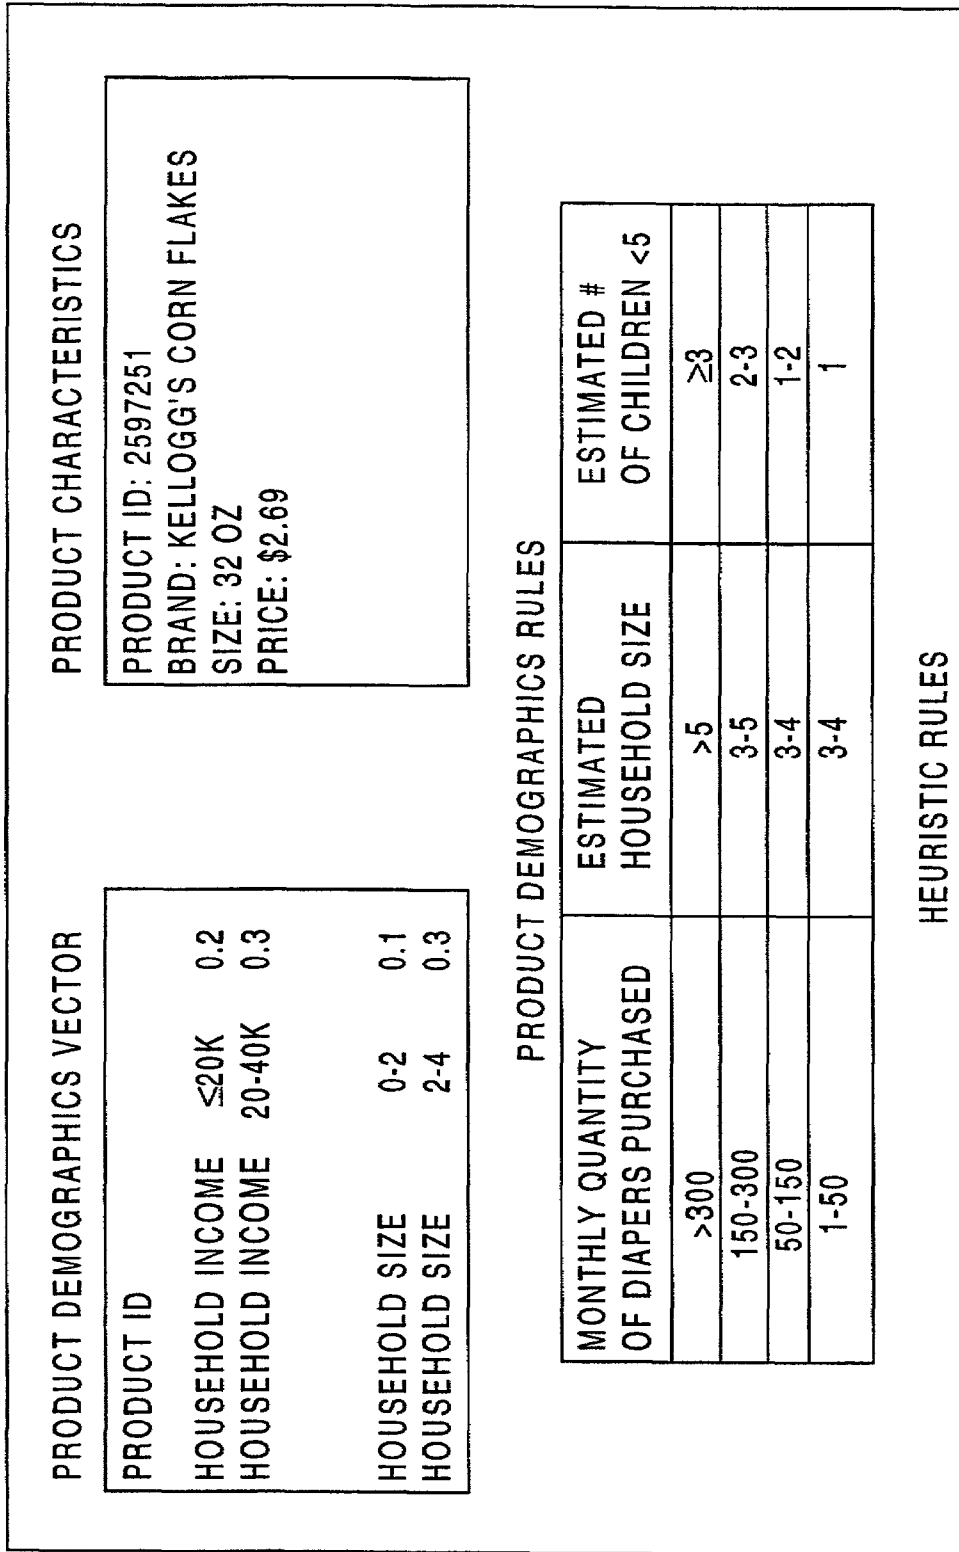 PRODUCT DEMOGRAPHICS VECTOR
PRODUCT ID
HOUSEHOLD INCOME ≤20K 0.2
HOUSEHOLD INCOME 20-40K 0.3
HOUSEHOLD SIZE 0-2 0.1
HOUSEHOLD SIZE 2-4 0.3
PRODUCT CHARACTERISTICS
PRODUCT ID: 2597251
BRAND: KELLOGG'S CORN FLAKES
SIZE: 32 OZ
PRICE: $2.69
PRODUCT DEMOGRAPHICS RULES
MONTHLY QUANTITY ESTIMATED ESTIMATED #
OF DIAPERS PURCHASED HOUSEHOLD SIZE OF CHILDREN <5
>300 >5 ≥3
150-300 3-5 2-3
50-150 3-4 1-2
1-50 3-4 1
HEURISTIC RULES